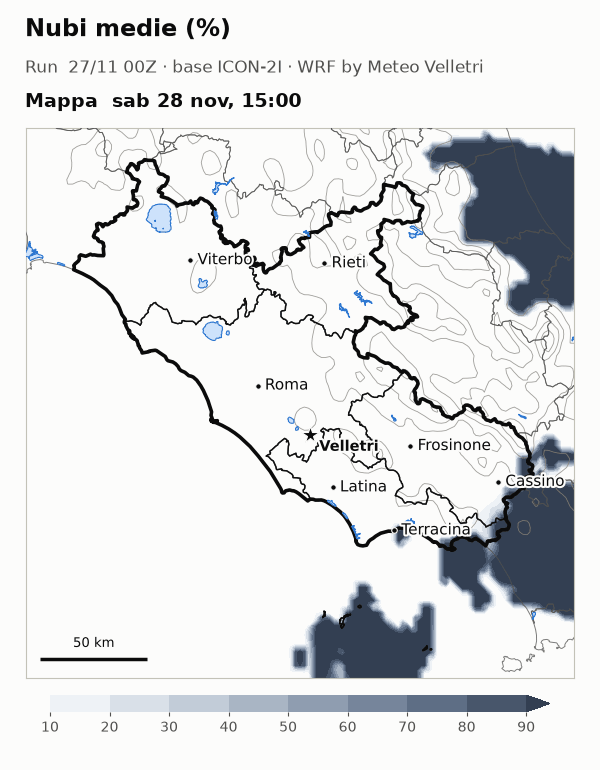 Nubi medie (%)
Run  27/11 00Z · base ICON-2I · WRF by Meteo Velletri
Mappa  sab 28 nov, 15:00
Viterbo
Rieti
Roma
Velletri
Frosinone
Cassino
Latina
Terracina
50 km
10 20 30 40 50 60 70 80 90